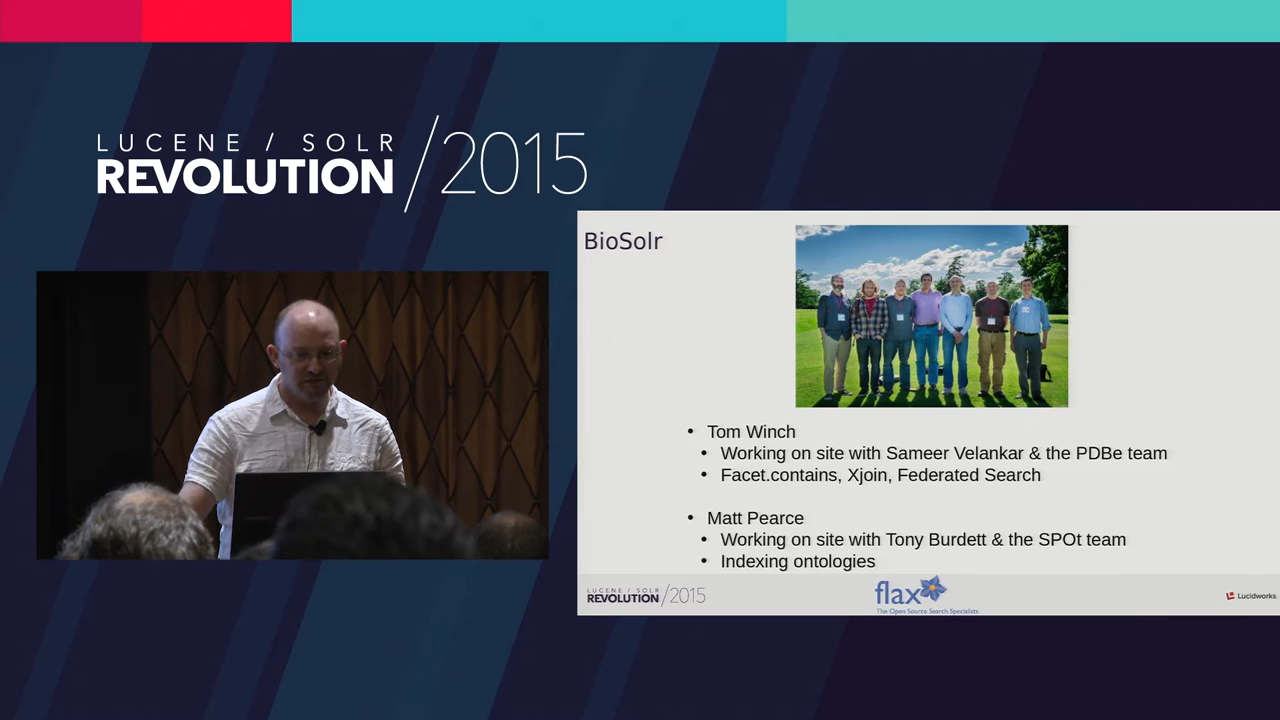 LUCENE / SOLR
REVOLUTION /2015
BioSolr
• Tom Winch
• Working on site with Sameer Velankar & the PDBe team
• Facet.contains, Xjoin, Federated Search
• Matt Pearce
• Working on site with Tony Burdett & the SPOt team
• Indexing ontologies
LUCENE / SOLR
REVOLUTION /2015
flax
The Open Source Search Specialists
Lucidworks